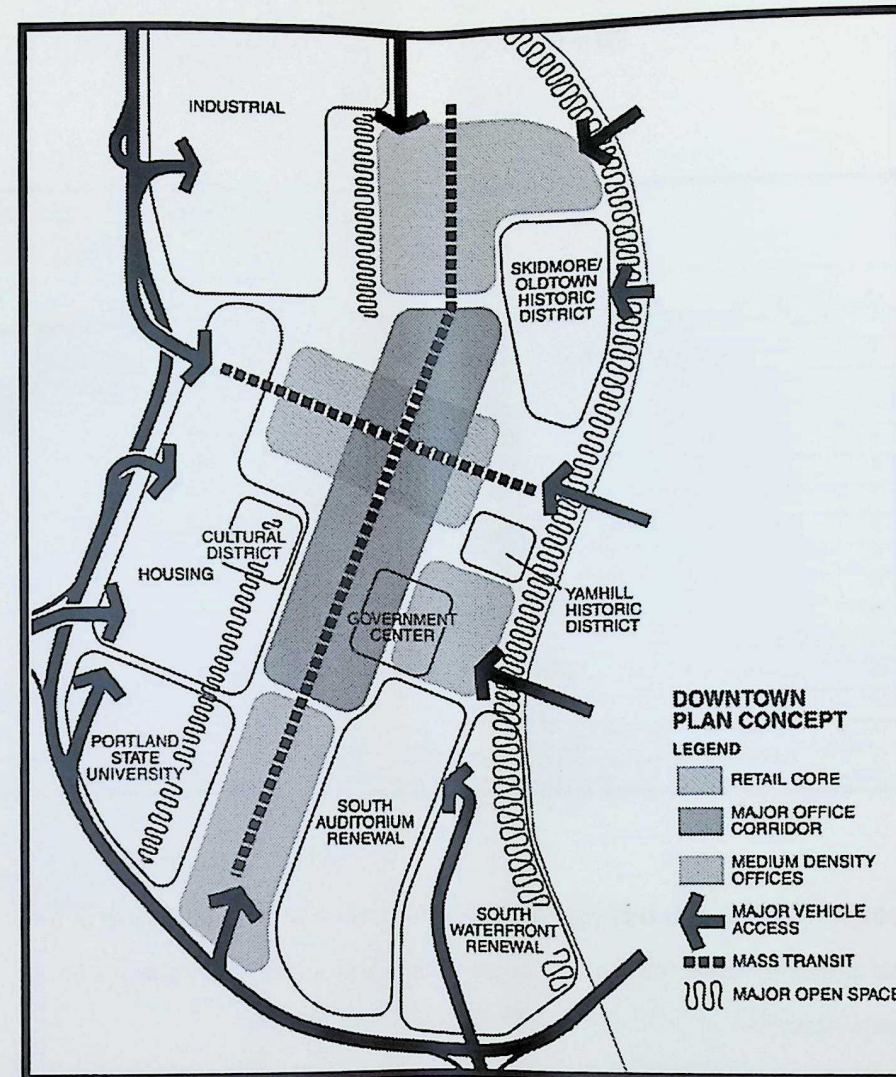 INDUSTRIAL
SKIDMORE/
OLDTOWN
HISTORIC
DISTRICT
CULTURAL
DISTRICT
HOUSING
GOVERNMENT
CENTER
YAMHILL
HISTORIC
DISTRICT
PORTLAND
STATE
UNIVERSITY
SOUTH
AUDITORIUM
RENEWAL
SOUTH
WATERFRONT
RENEWAL
DOWNTOWN
PLAN CONCEPT
LEGEND
RETAIL CORE
MAJOR OFFICE
CORRIDOR
MEDIUM DENSITY
OFFICES
MAJOR VEHICLE
ACCESS
MASS TRANSIT
MAJOR OPEN SPACE